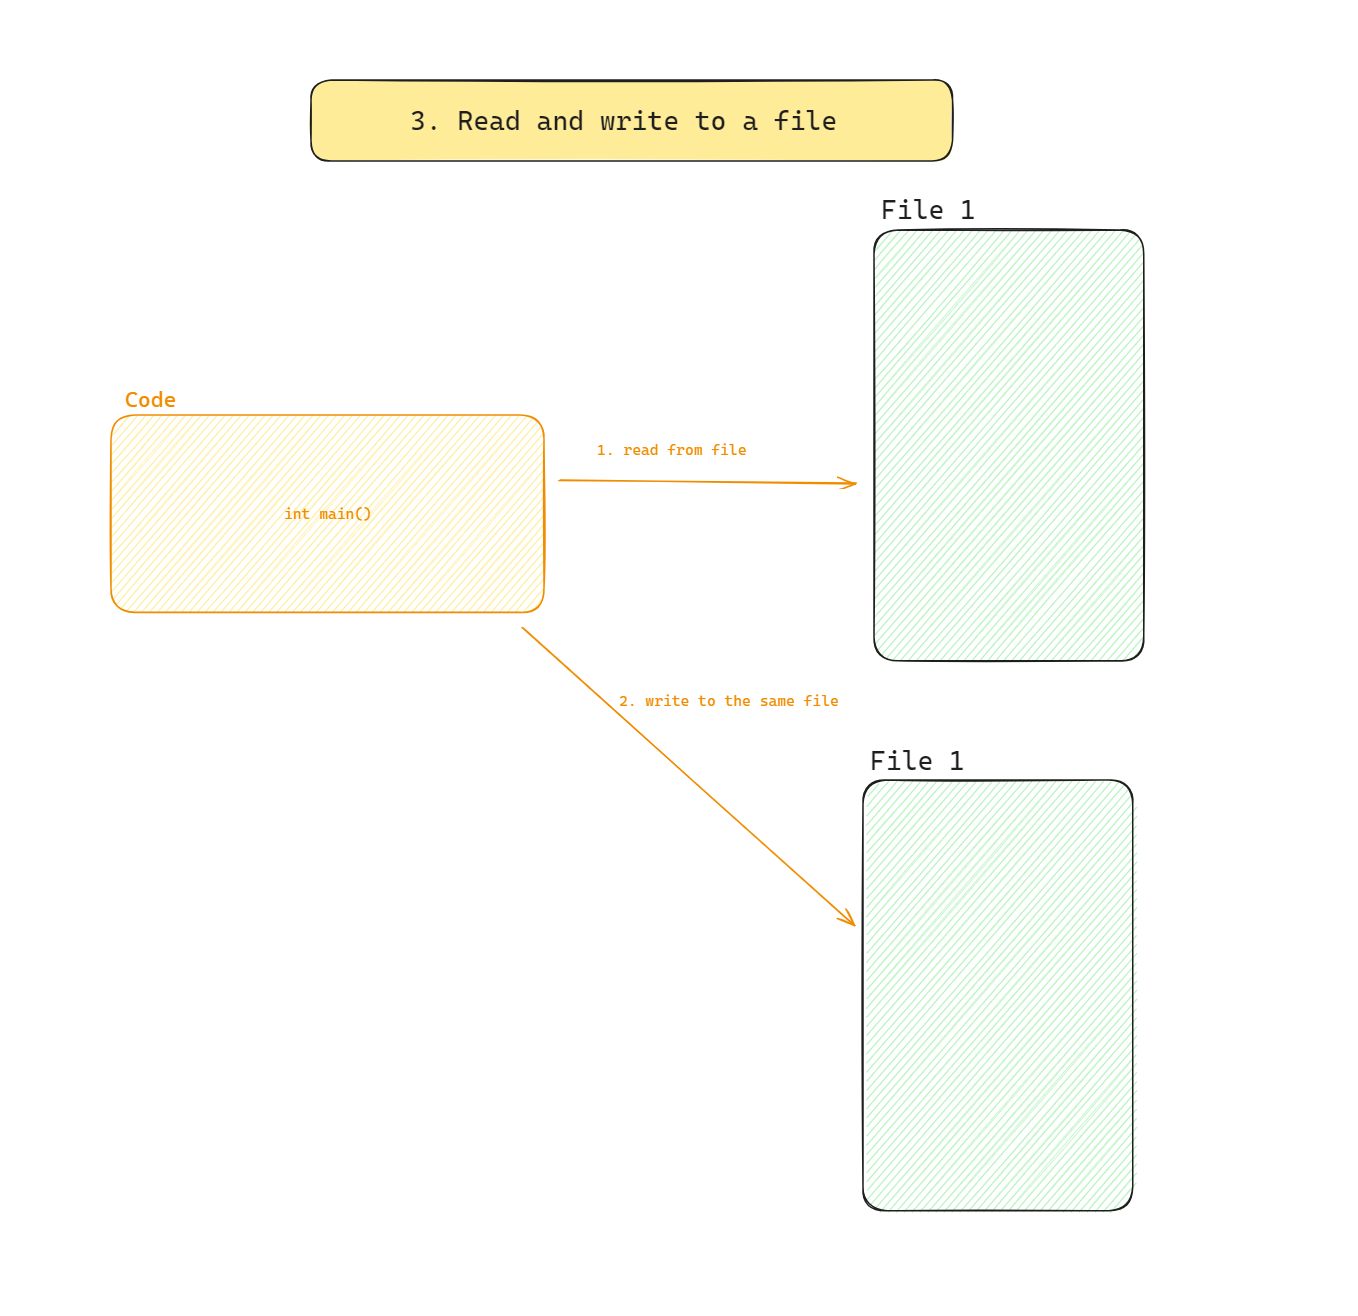 3. Read and write to a file
File 1
Code
1. read from file
int main()
2. write to the same file
File 1